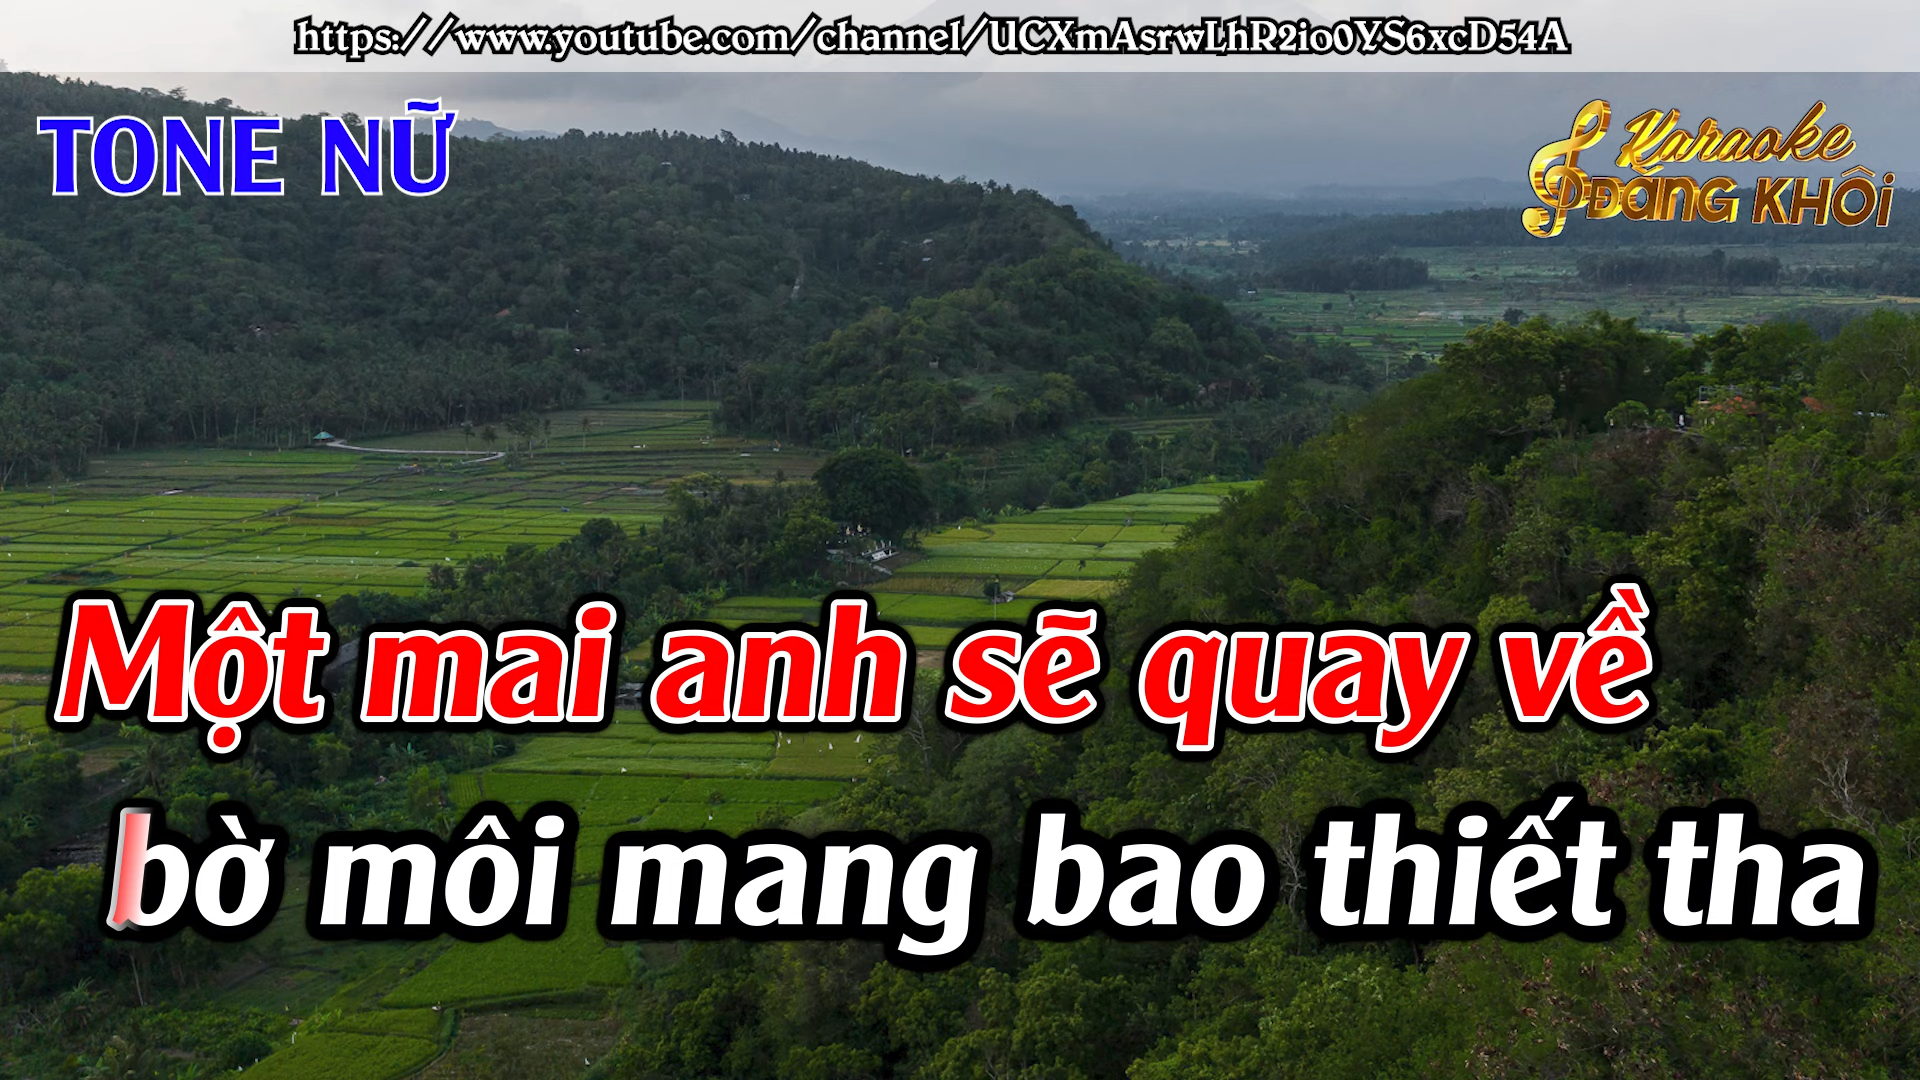 https://www.youtube.com/channel/UCXmAsrwLhR2io0YS6xcD54A
TONE NỮ
Karaoke
ĐĂNG KHÔI
Một mai anh sẽ quay về
bờ môi mang bao thiết tha